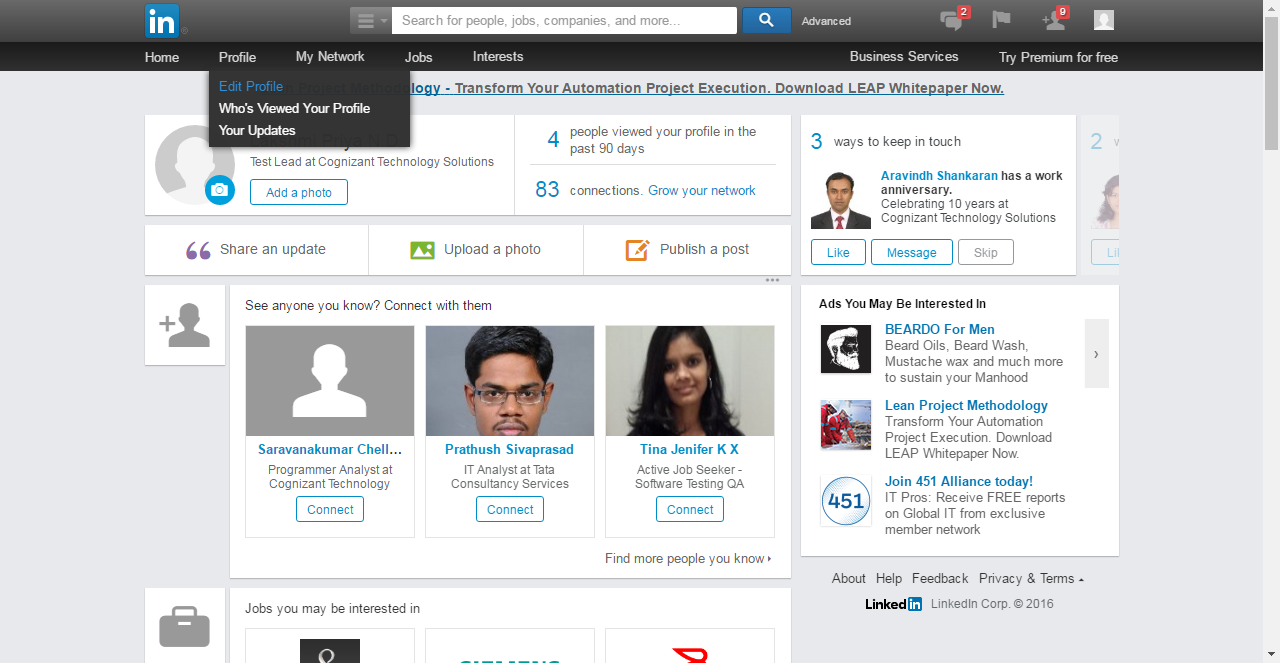 in
Search for people, jobs, companies, and more...
Advanced
2
9
Home
Profile
My Network
Jobs
Interests
Business Services
Try Premium for free
Edit Profile
Who's Viewed Your Profile
Your Updates
Methodology - Transform Your Automation Project Execution. Download LEAP Whitepaper Now.
Test Lead at Cognizant Technology Solutions
Add a photo
4 people viewed your profile in the
past 90 days
83 connections. Grow your network
3 ways to keep in touch
Aravindh Shankaran has a work
anniversary.
Celebrating 10 years at
Cognizant Technology Solutions
Like
Message
Skip
2
Share an update
Upload a photo
Publish a post
See anyone you know? Connect with them
Saravanakumar Chell...
Programmer Analyst at
Cognizant Technology
Connect
Prathush Sivaprasad
IT Analyst at Tata
Consultancy Services
Connect
Tina Jenifer K X
Active Job Seeker -
Software Testing QA
Connect
Find more people you know
Ads You May Be Interested In
BEARDO For Men
Beard Oils, Beard Wash,
Mustache wax and much more
to sustain your Manhood
Lean Project Methodology
Transform Your Automation
Project Execution. Download
LEAP Whitepaper Now.
451
Join 451 Alliance today!
IT Pros: Receive FREE reports
on Global IT from exclusive
member network
About
Help
Feedback
Privacy & Terms
Linked in LinkedIn Corp. © 2016
Jobs you may be interested in